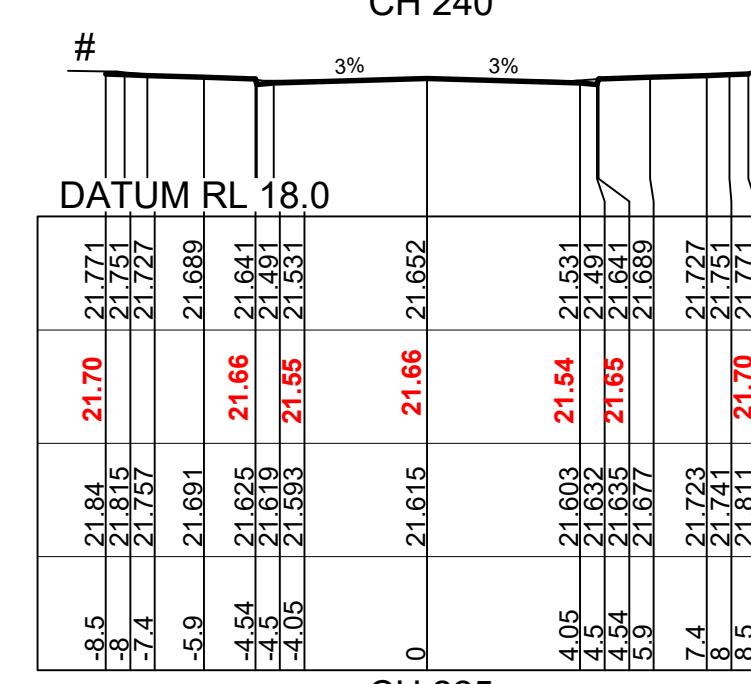 CH 240
#
3% 3%
DATUM RL 18.0
21.771 21.751 21.727 21.689 21.641 21.491 21.531 21.652 21.531 21.491 21.641 21.689 21.727 21.751 21.771
21.70 21.66 21.55 21.66 21.54 21.65 21.70
21.84 21.815 21.757 21.691 21.625 21.619 21.593 21.615 21.603 21.632 21.635 21.677 21.723 21.741 21.811
-8.5 -8 -7.4 -5.9 -4.54 -4.5 -4.05 0 4.05 4.5 4.54 5.9 7.4 8 8.5